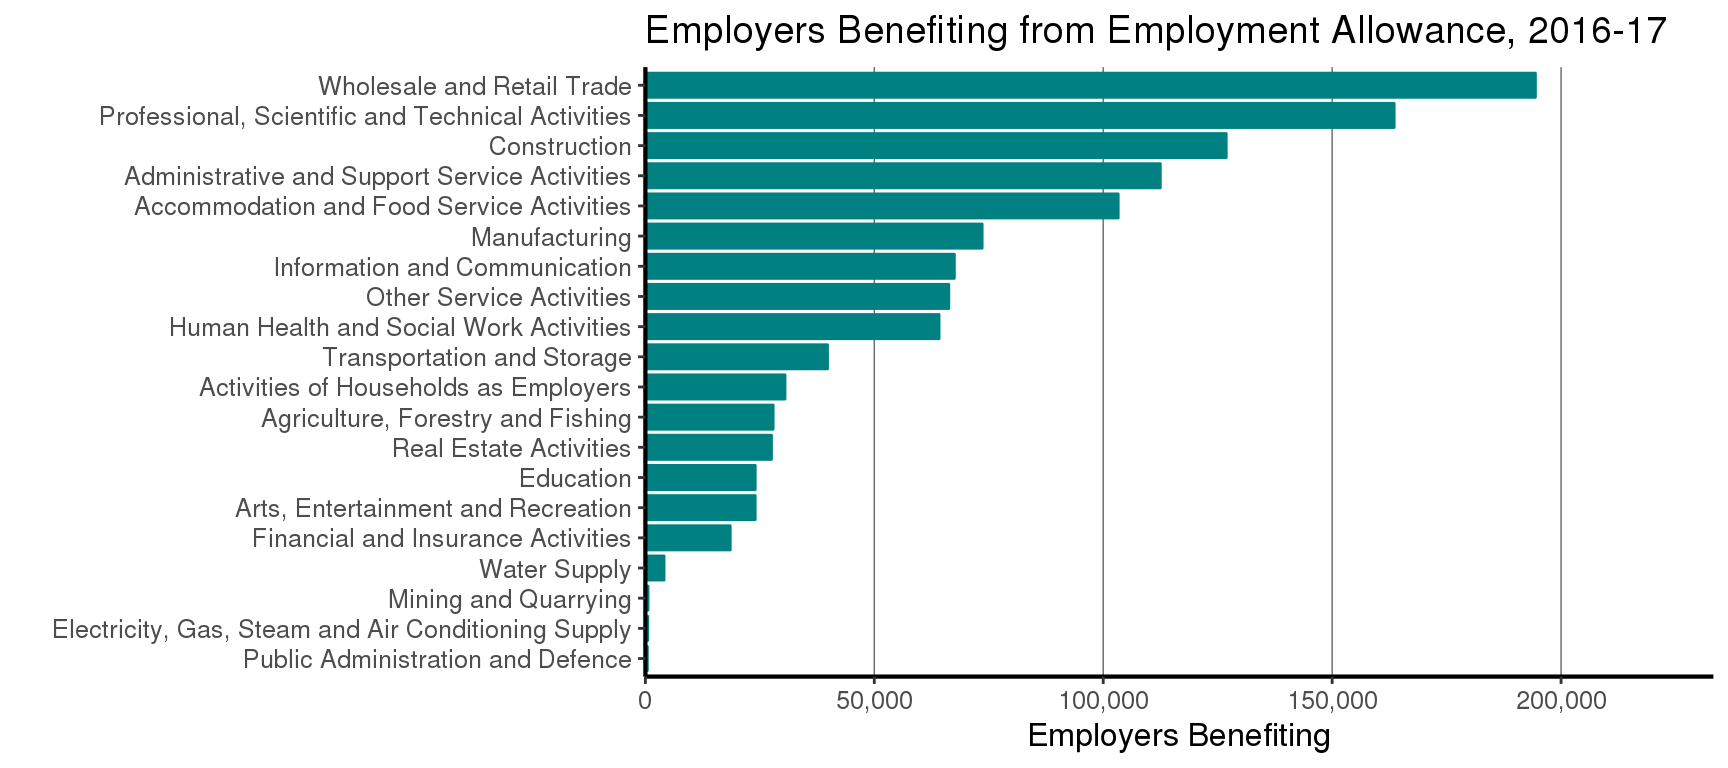 Employers Benefiting from Employment Allowance, 2016-17
Wholesale and Retail Trade
Professional, Scientific and Technical Activities
Construction
Administrative and Support Service Activities
Accommodation and Food Service Activities
Manufacturing
Information and Communication
Other Service Activities
Human Health and Social Work Activities
Transportation and Storage
Activities of Households as Employers
Agriculture, Forestry and Fishing
Real Estate Activities
Education
Arts, Entertainment and Recreation
Financial and Insurance Activities
Water Supply
Mining and Quarrying
Electricity, Gas, Steam and Air Conditioning Supply
Public Administration and Defence
0 50,000 100,000 150,000 200,000
Employers Benefiting